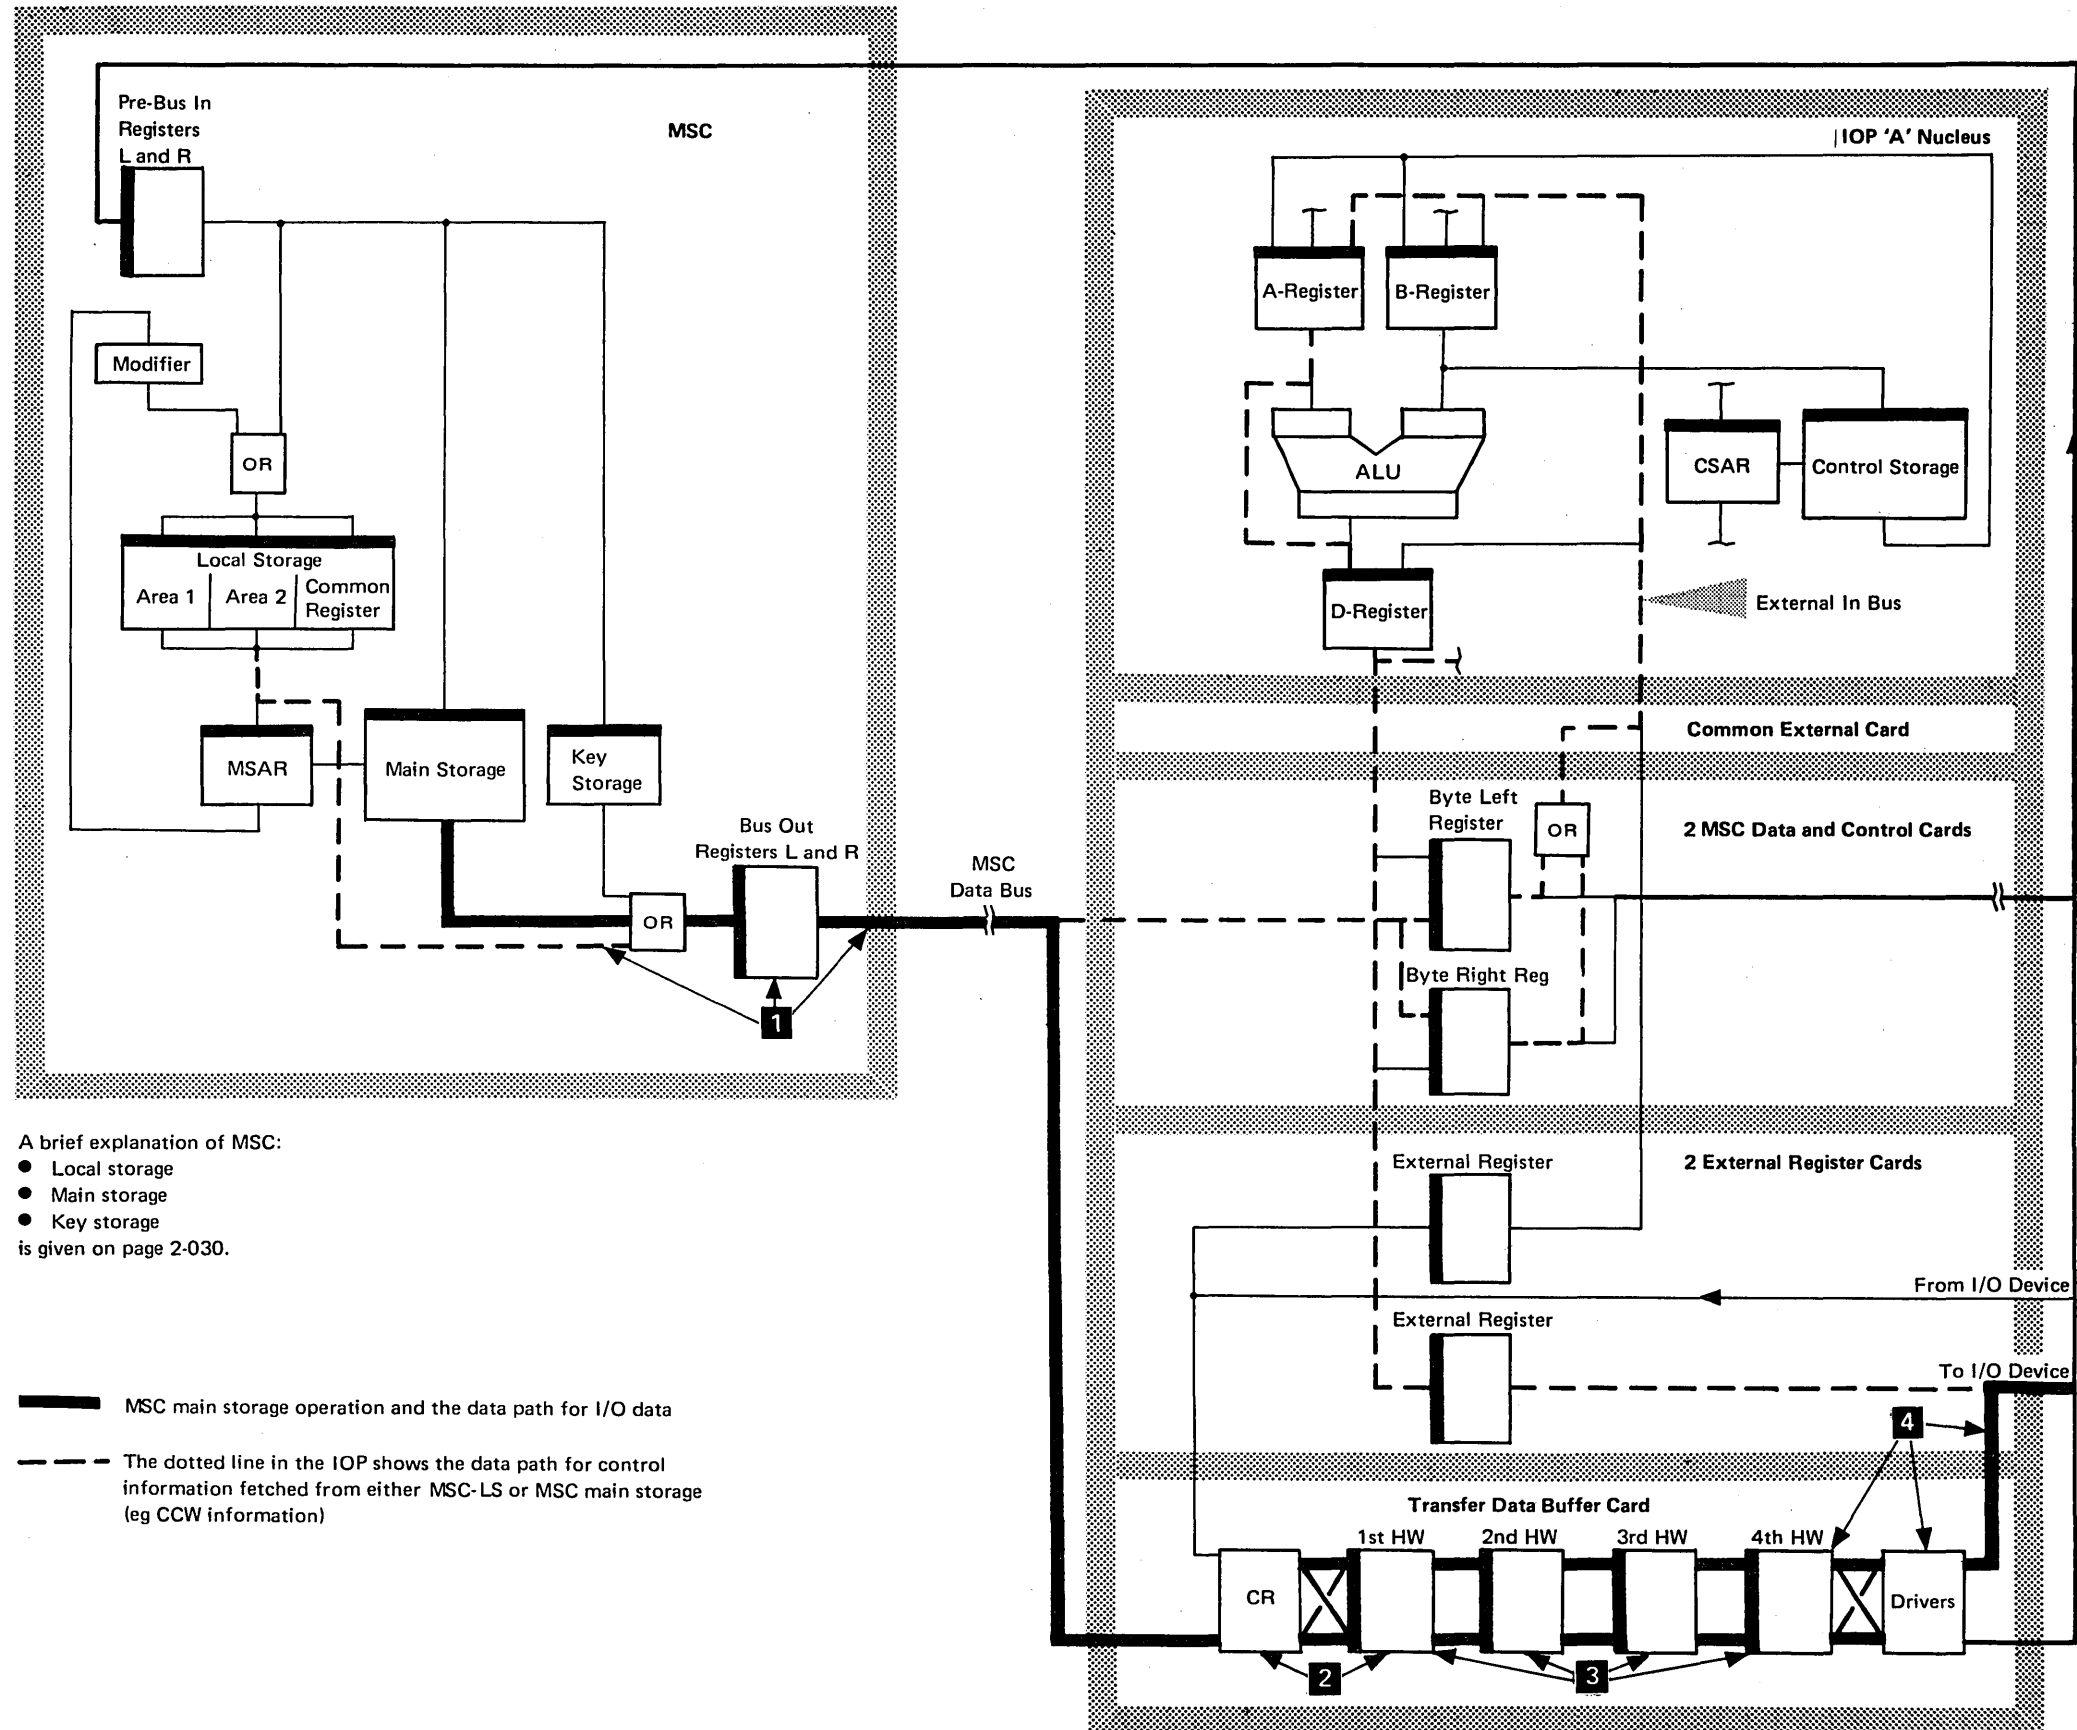 Pre-Bus In
Registers
L and R
MSC
Modifier
OR
Local Storage
Area 1
Area 2
Common
Register
MSAR
Main Storage
Key
Storage
Bus Out
Registers L and R
OR
1
MSC
Data Bus
IOP 'A' Nucleus
A-Register
B-Register
ALU
CSAR
Control Storage
D-Register
External In Bus
Common External Card
Byte Left
Register
OR
2 MSC Data and Control Cards
Byte Right Reg
External Register
2 External Register Cards
From I/O Device
External Register
To I/O Device
4
Transfer Data Buffer Card
1st HW
2nd HW
3rd HW
4th HW
CR
Drivers
2
3
A brief explanation of MSC:
● Local storage
● Main storage
● Key storage
is given on page 2-030.
MSC main storage operation and the data path for I/O data
The dotted line in the IOP shows the data path for control
information fetched from either MSC-LS or MSC main storage
(eg CCW information)